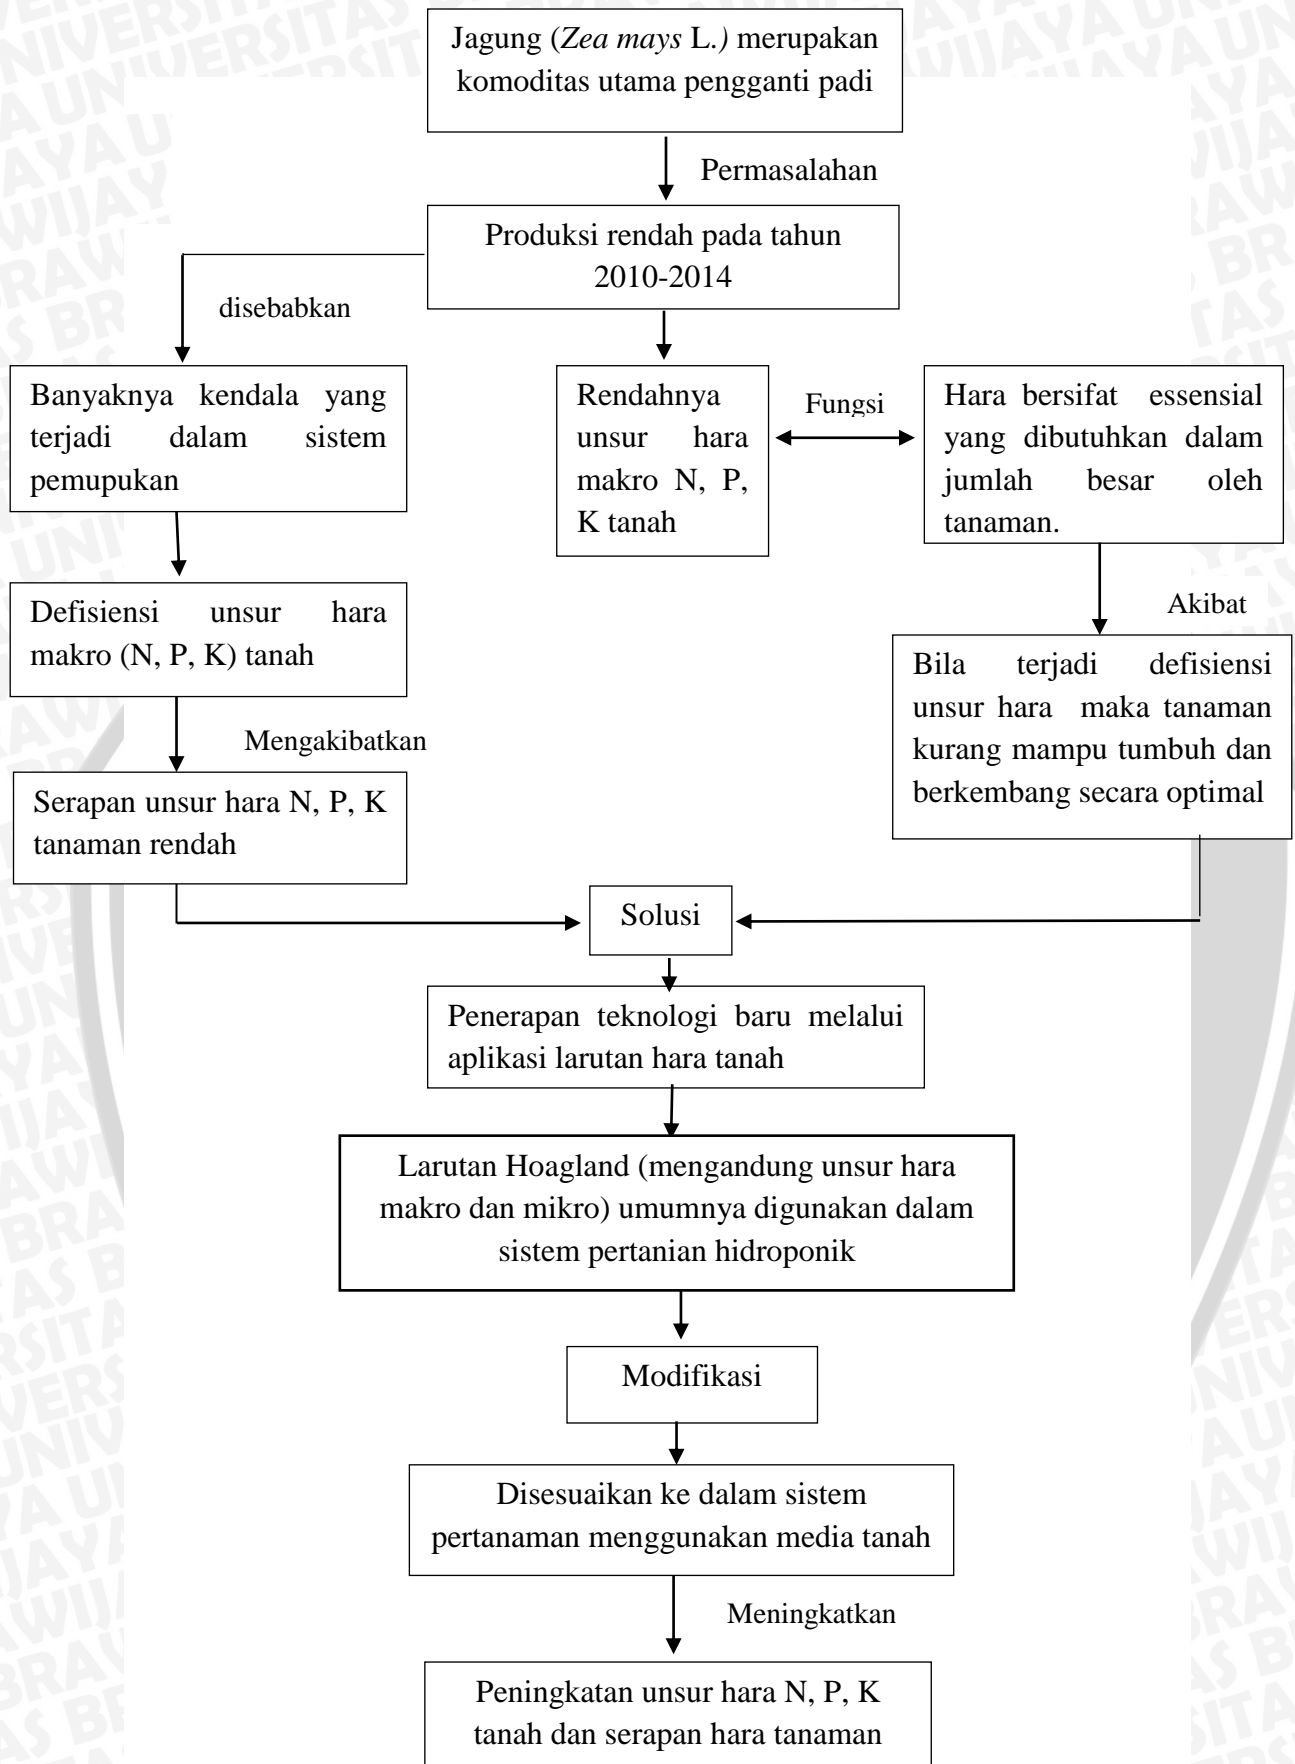 Jagung (Zea mays L.) merupakan
komoditas utama pengganti padi
Permasalahan
Produksi rendah pada tahun
2010-2014
disebabkan
Banyaknya kendala yang
terjadi dalam sistem
pemupukan
Rendahnya
unsur hara
makro N, P,
K tanah
Fungsi
Hara bersifat essensial
yang dibutuhkan dalam
jumlah besar oleh
tanaman.
Defisiensi unsur hara
makro (N, P, K) tanah
Akibat
Bila terjadi defisiensi
unsur hara maka tanaman
kurang mampu tumbuh dan
berkembang secara optimal
Mengakibatkan
Serapan unsur hara N, P, K
tanaman rendah
Solusi
Penerapan teknologi baru melalui
aplikasi larutan hara tanah
Larutan Hoagland (mengandung unsur hara
makro dan mikro) umumnya digunakan dalam
sistem pertanian hidroponik
Modifikasi
Disesuaikan ke dalam sistem
pertanaman menggunakan media tanah
Meningkatkan
Peningkatan unsur hara N, P, K
tanah dan serapan hara tanaman